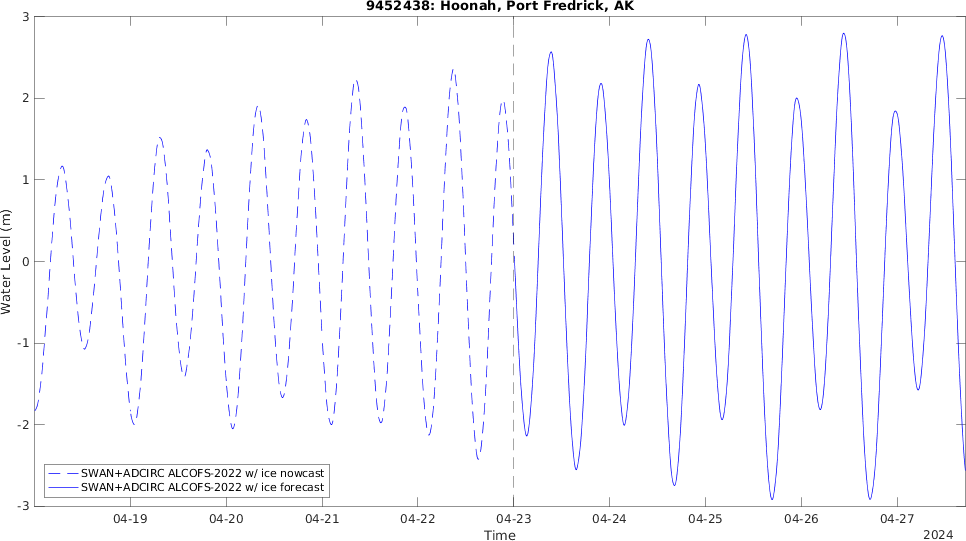 9452438: Hoonah, Port Fredrick, AK
3
2
1
0
-1
-2
-3
Water Level (m)
SWAN+ADCIRC ALCOFS-2022 w/ ice nowcast
SWAN+ADCIRC ALCOFS-2022 w/ ice forecast
04-19 04-20 04-21 04-22 04-23 04-24 04-25 04-26 04-27
Time
2024